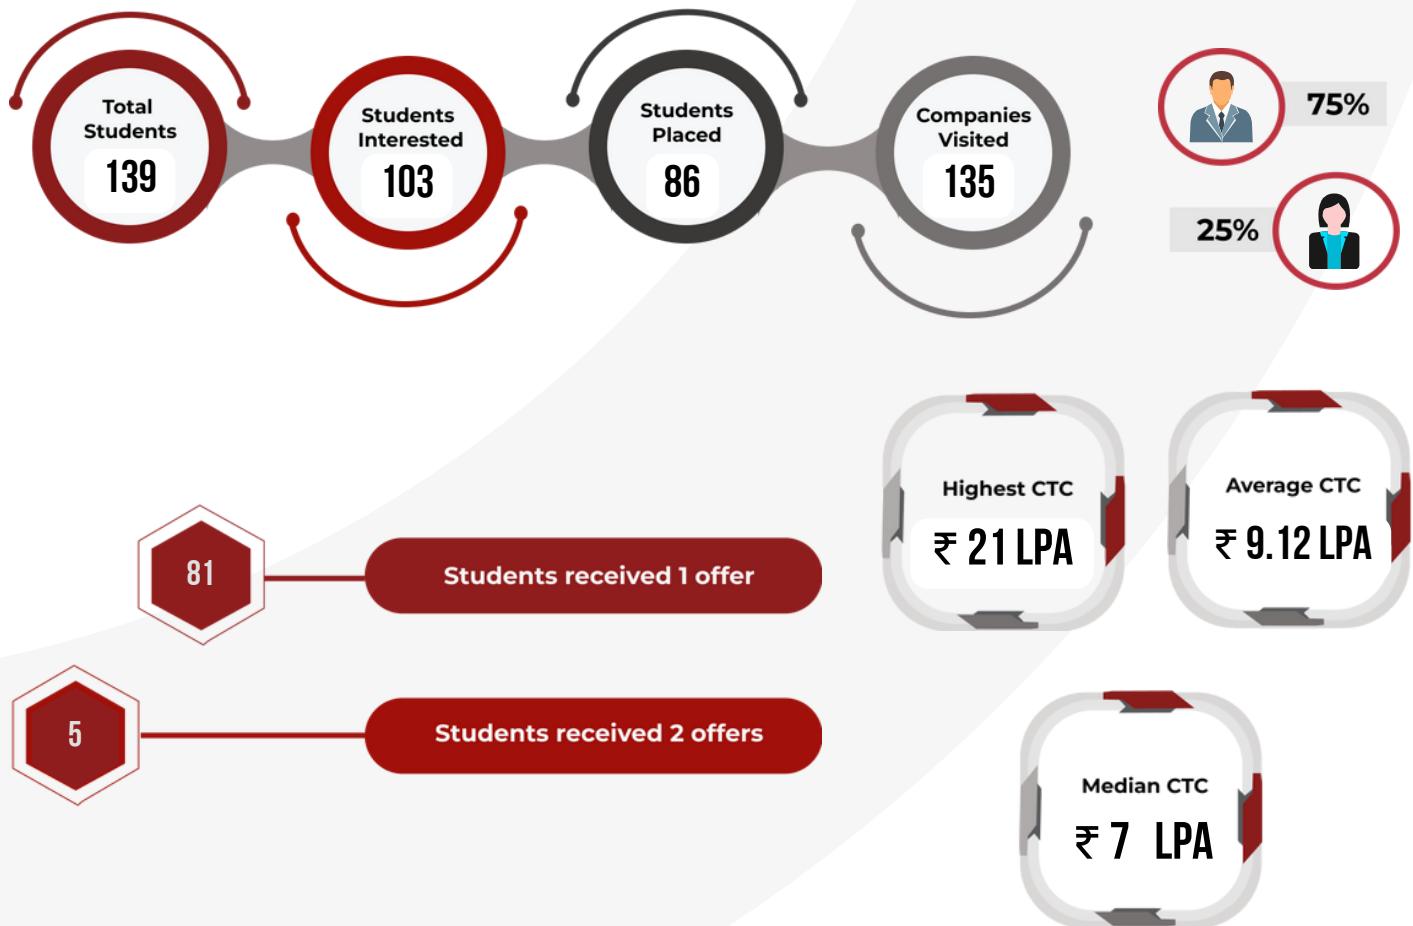 Total
Students
139
Students
Interested
103
Students
Placed
86
Companies
Visited
135
75%
25%
Highest CTC
₹ 21 LPA
Average CTC
₹ 9.12 LPA
81
Students received 1 offer
5
Students received 2 offers
Median CTC
₹ 7 LPA